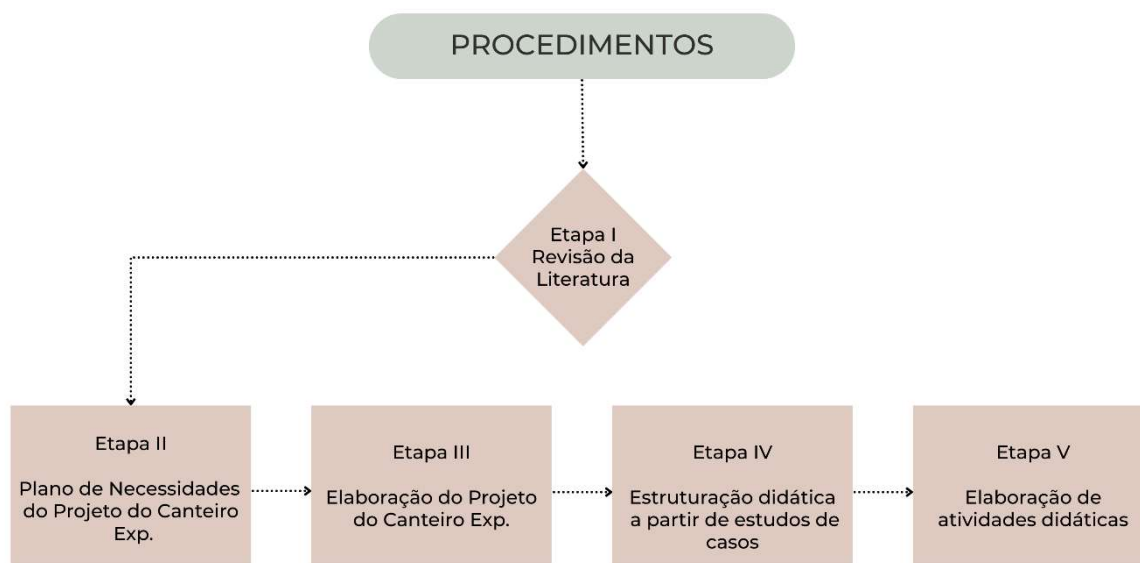 PROCEDIMENTOS
Etapa I
Revisão da
Literatura
Etapa II
Plano de Necessidades
do Projeto do Canteiro
Exp.
Etapa III
Elaboração do Projeto
do Canteiro Exp.
Etapa IV
Estruturação didática
a partir de estudos de
casos
Etapa V
Elaboração de
atividades didáticas